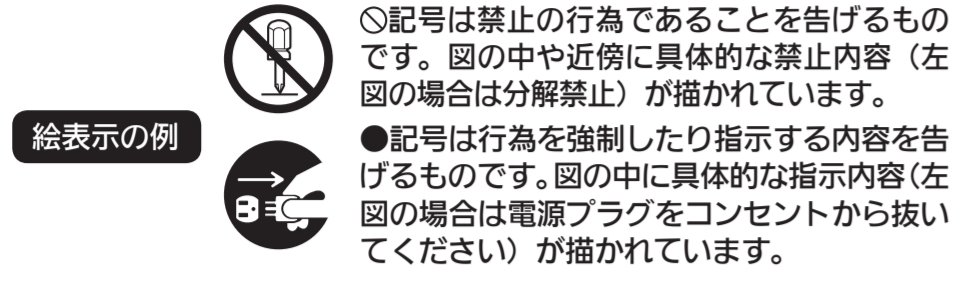 絵表示の例
⃠記号は禁止の行為であることを告げるもの
です。図の中や近傍に具体的な禁止内容（左
図の場合は分解禁止）が描かれています。
●記号は行為を強制したり指示する内容を告
げるものです。図の中に具体的な指示内容（左
図の場合は電源プラグをコンセントから抜い
てください）が描かれています。